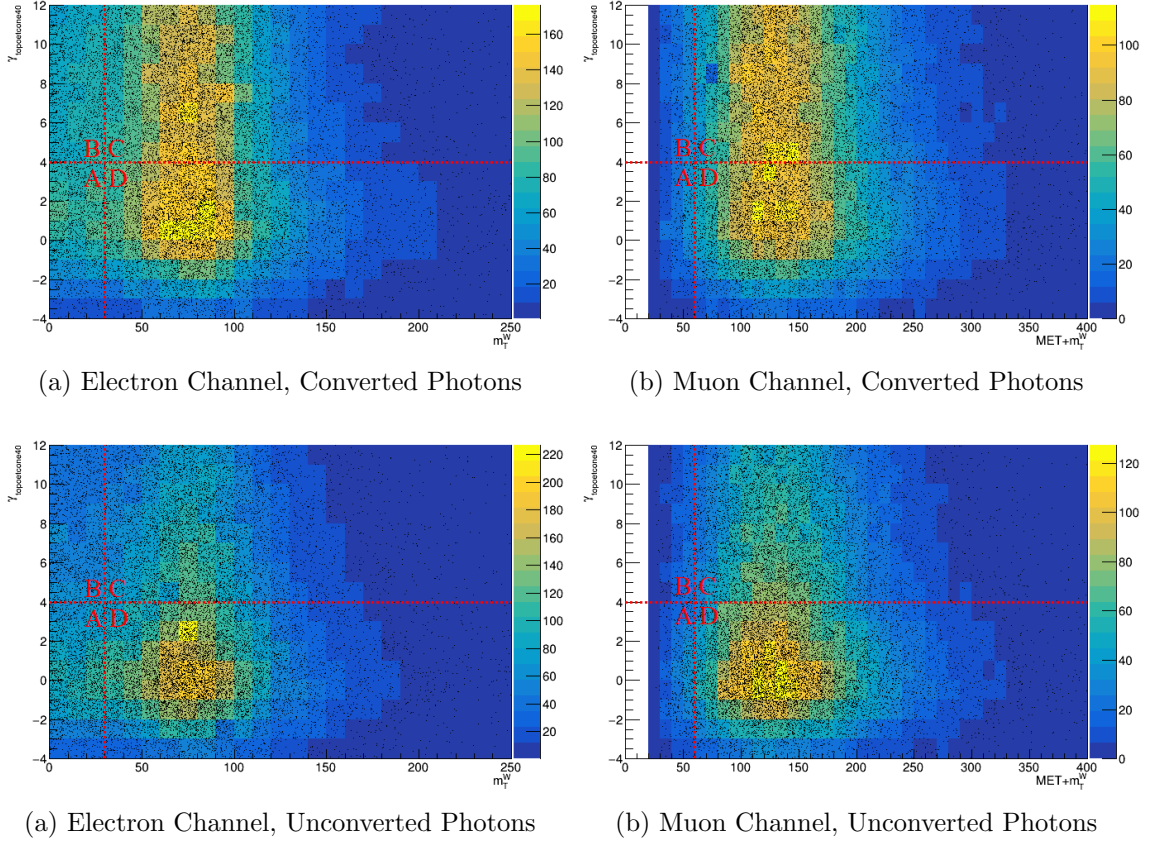 12
10
8
6
4
2
0
−2
−4
γ topoetcone40
B C
A D
0 50 100 150 200 250
m_T^W
160
140
120
100
80
60
40
20
12
10
8
6
4
2
0
−2
−4
γ topoetcone40
B C
A D
0 50 100 150 200 250 300 350 400
MET+m_T^W
100
80
60
40
20
0
(a) Electron Channel, Converted Photons
(b) Muon Channel, Converted Photons
12
10
8
6
4
2
0
−2
−4
γ topoetcone40
B C
A D
0 50 100 150 200 250
m_T^W
220
200
180
160
140
120
100
80
60
40
20
12
10
8
6
4
2
0
−2
−4
γ topoetcone40
B C
A D
0 50 100 150 200 250 300 350 400
MET+m_T^W
120
100
80
60
40
20
0
(a) Electron Channel, Unconverted Photons
(b) Muon Channel, Unconverted Photons